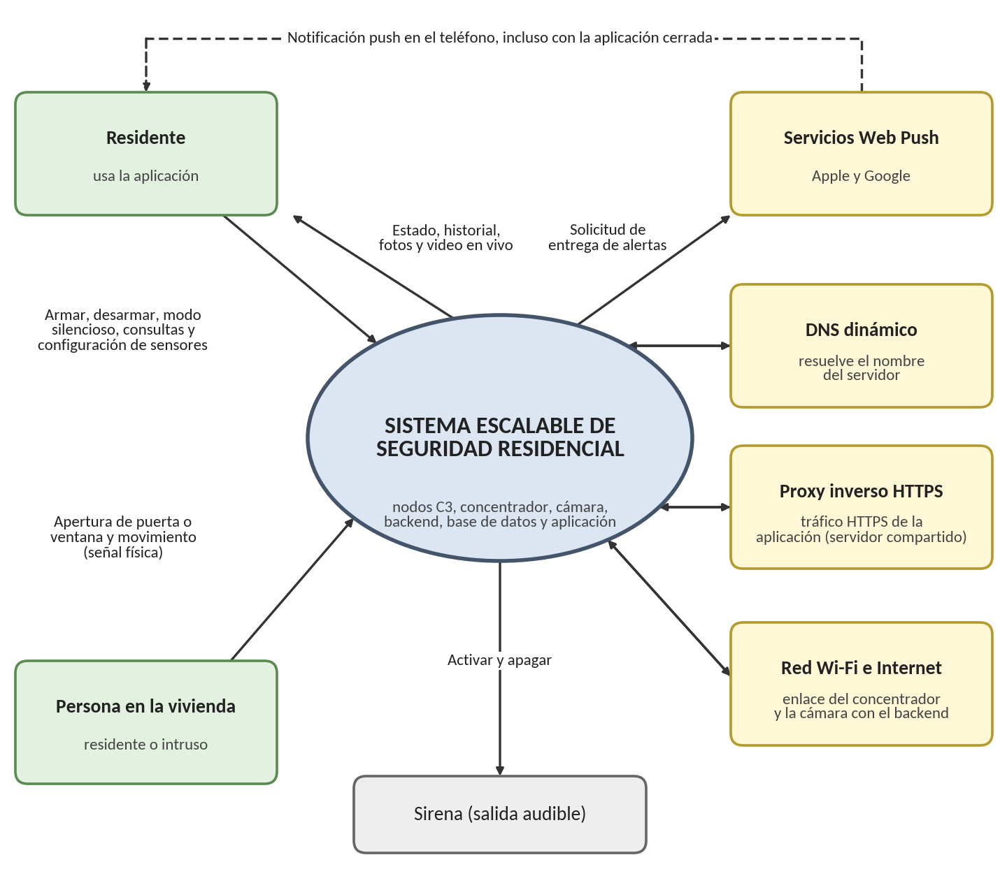 Notificación push en el teléfono, incluso con la aplicación cerrada
Residente
usa la aplicación
Servicios Web Push
Apple y Google
Estado, historial,
fotos y video en vivo
Solicitud de
entrega de alertas
Armar, desarmar, modo
silencioso, consultas y
configuración de sensores
DNS dinámico
resuelve el nombre
del servidor
SISTEMA ESCALABLE DE
SEGURIDAD RESIDENCIAL
nodos C3, concentrador, cámara,
backend, base de datos y aplicación
Proxy inverso HTTPS
tráfico HTTPS de la
aplicación (servidor compartido)
Apertura de puerta o
ventana y movimiento
(señal física)
Activar y apagar
Red Wi-Fi e Internet
enlace del concentrador
y la cámara con el backend
Persona en la vivienda
residente o intruso
Sirena (salida audible)